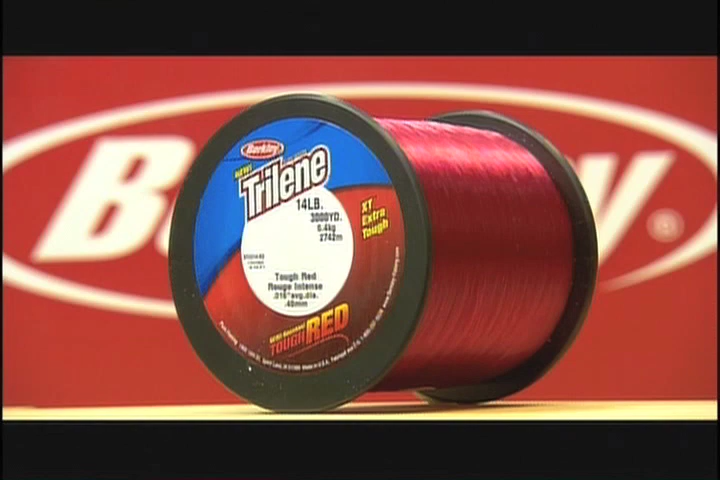 Berkley
NEW!
Trilene
14LB.
3000YD.
6.4kg
2742m
XT
Extra
Tough
Tough Red
Rouge Intense
.016"avg.dia.
.40mm
TOUGH RED